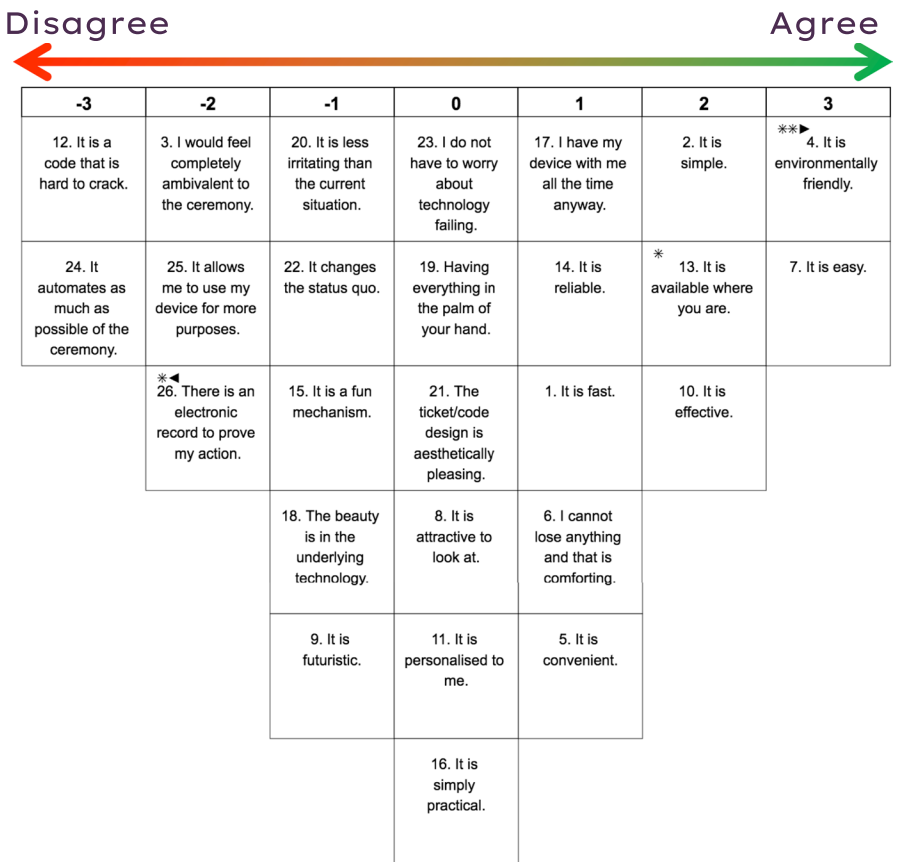 Disagree
Agree
-3
-2
-1
0
1
2
3
12. It is a
code that is
hard to crack.
3. I would feel
completely
ambivalent to
the ceremony.
20. It is less
irritating than
the current
situation.
23. I do not
have to worry
about
technology
failing.
17. I have my
device with me
all the time
anyway.
2. It is
simple.
✳✳▶
4. It is
environmentally
friendly.
24. It
automates as
much as
possible of the
ceremony.
25. It allows
me to use my
device for more
purposes.
22. It changes
the status quo.
19. Having
everything in
the palm of
your hand.
14. It is
reliable.
✳
13. It is
available where
you are.
7. It is easy.
✳◀
26. There is an
electronic
record to prove
my action.
15. It is a fun
mechanism.
21. The
ticket/code
design is
aesthetically
pleasing.
1. It is fast.
10. It is
effective.
18. The beauty
is in the
underlying
technology.
8. It is
attractive to
look at.
6. I cannot
lose anything
and that is
comforting.
9. It is
futuristic.
11. It is
personalised to
me.
5. It is
convenient.
16. It is
simply
practical.